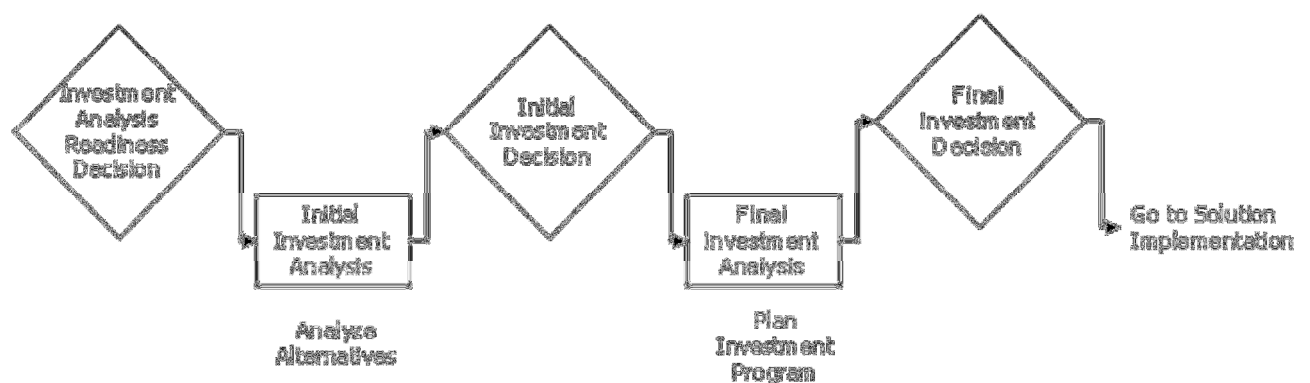 Investment
Analysis
Readiness
Decision
Initial
Investment
Analysis
Analyze
Alternatives
Initial
Investment
Decision
Final
Investment
Analysis
Plan
Investment
Program
Final
Investment
Decision
Go to Solution
Implementation